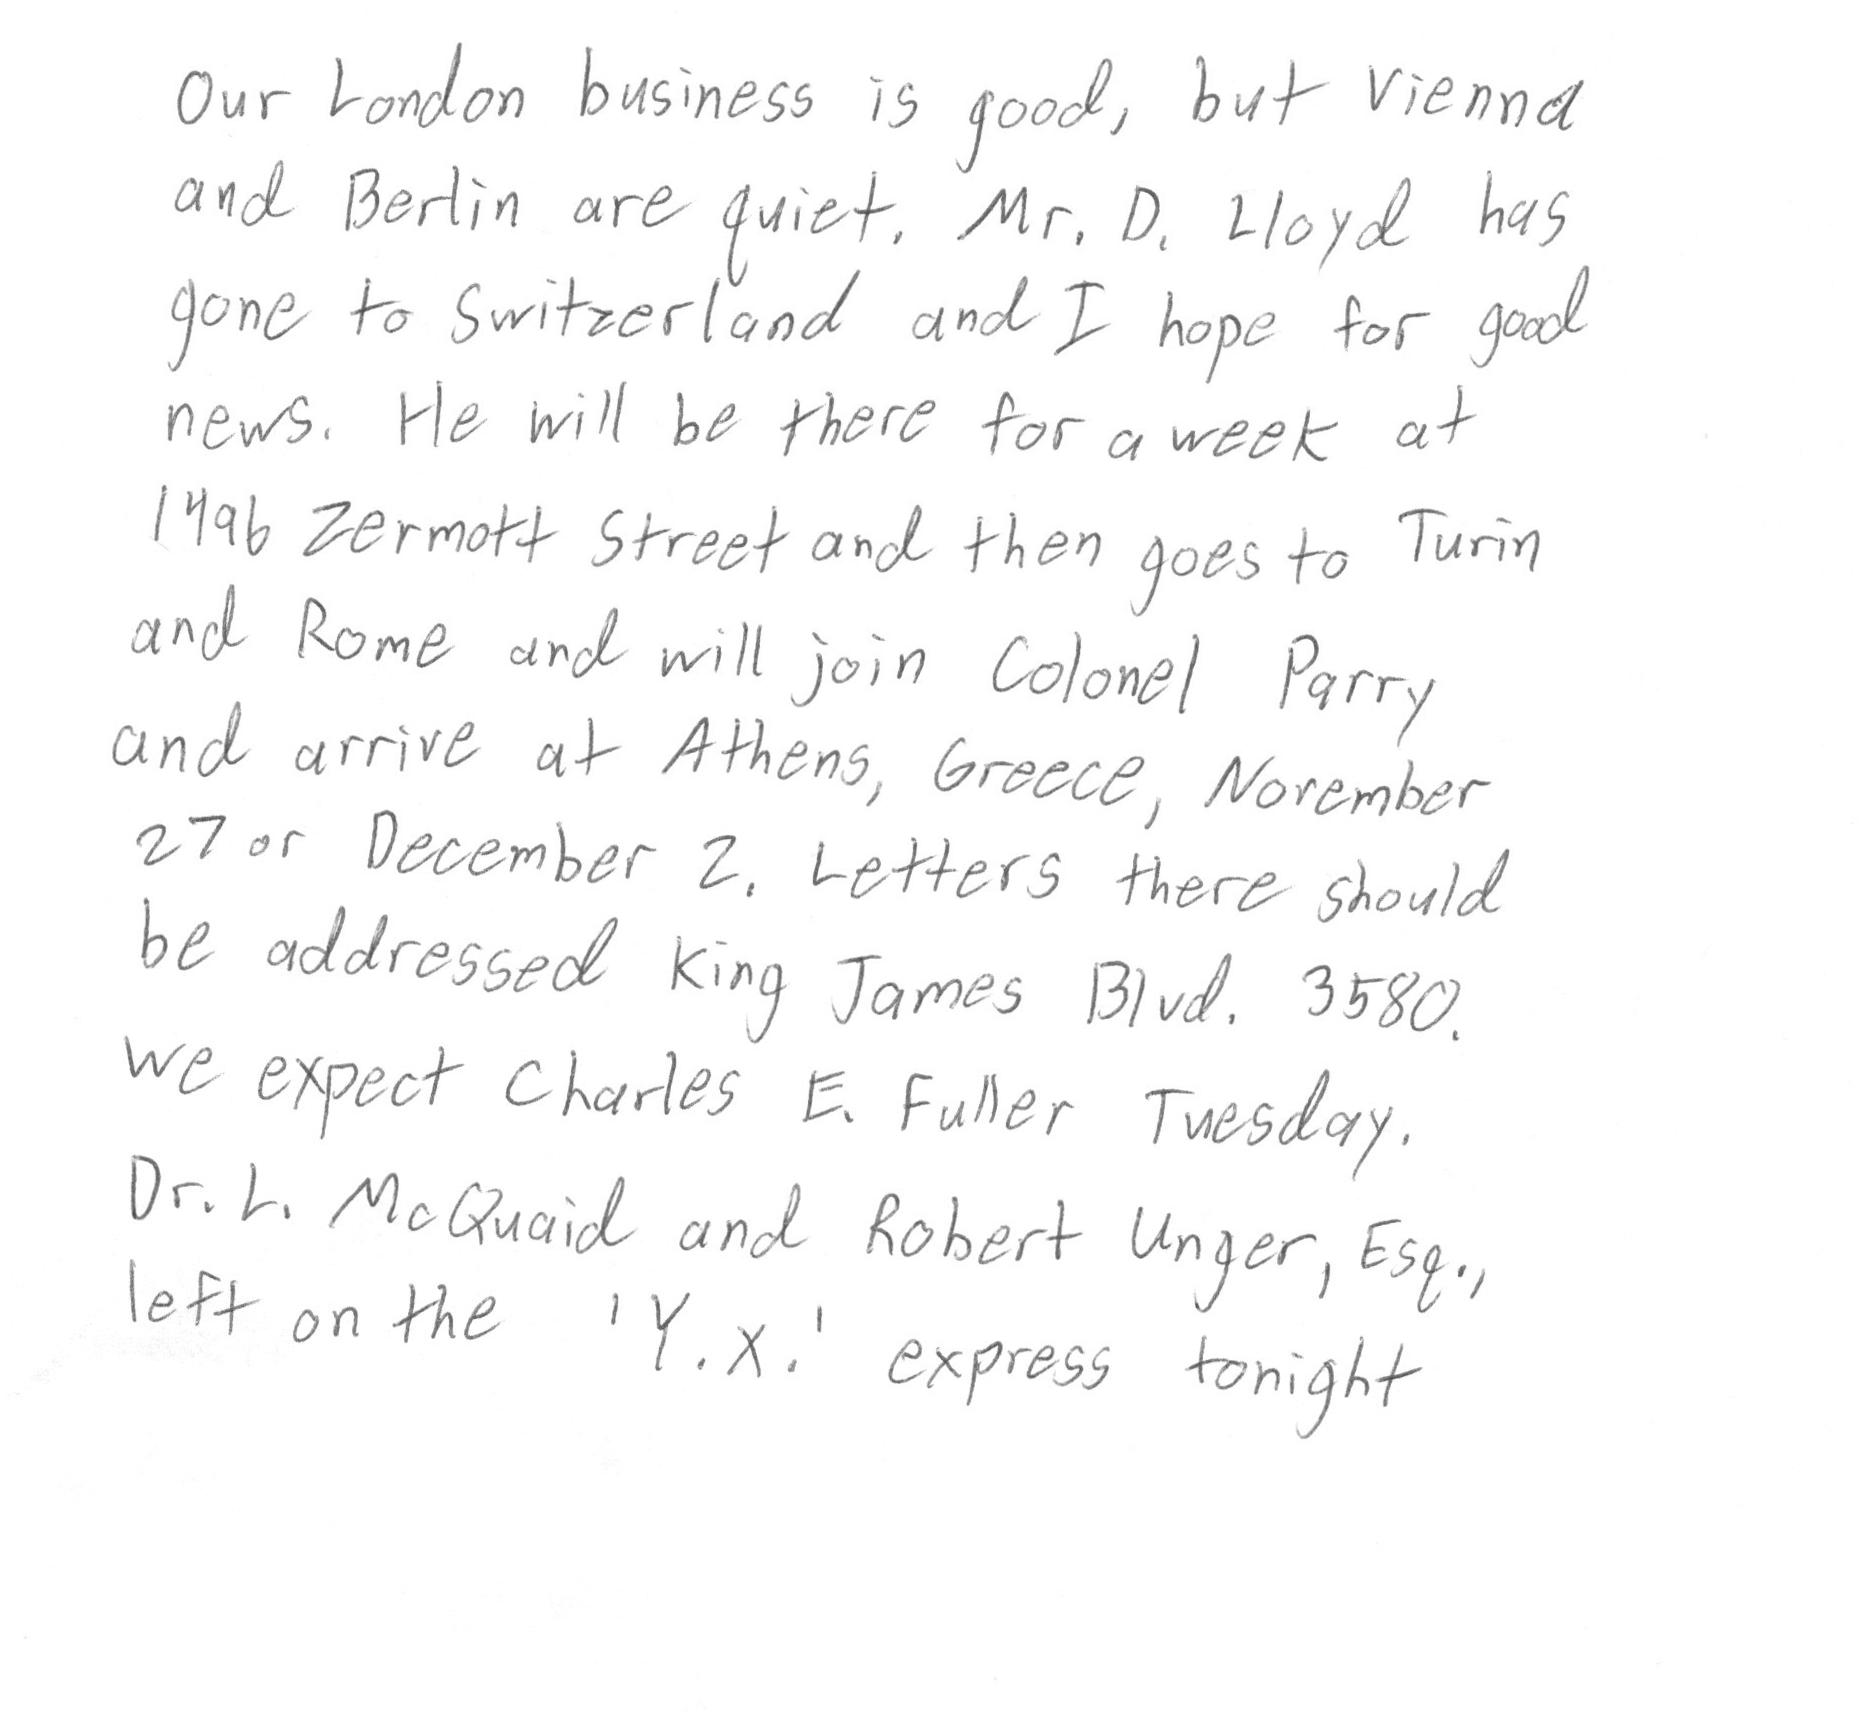 Our London business is good, but Vienna
and Berlin are quiet. Mr. D. Lloyd has
gone to Switzerland and I hope for good
news. He will be there for a week at
1496 Zermott Street and then goes to Turin
and Rome and will join Colonel Parry
and arrive at Athens, Greece, November
27 or December 2. Letters there should
be addressed King James Blvd. 3580.
We expect Charles E. Fuller Tuesday.
Dr. L. McQuaid and Robert Unger, Esq.,
left on the 'Y.X.' express tonight